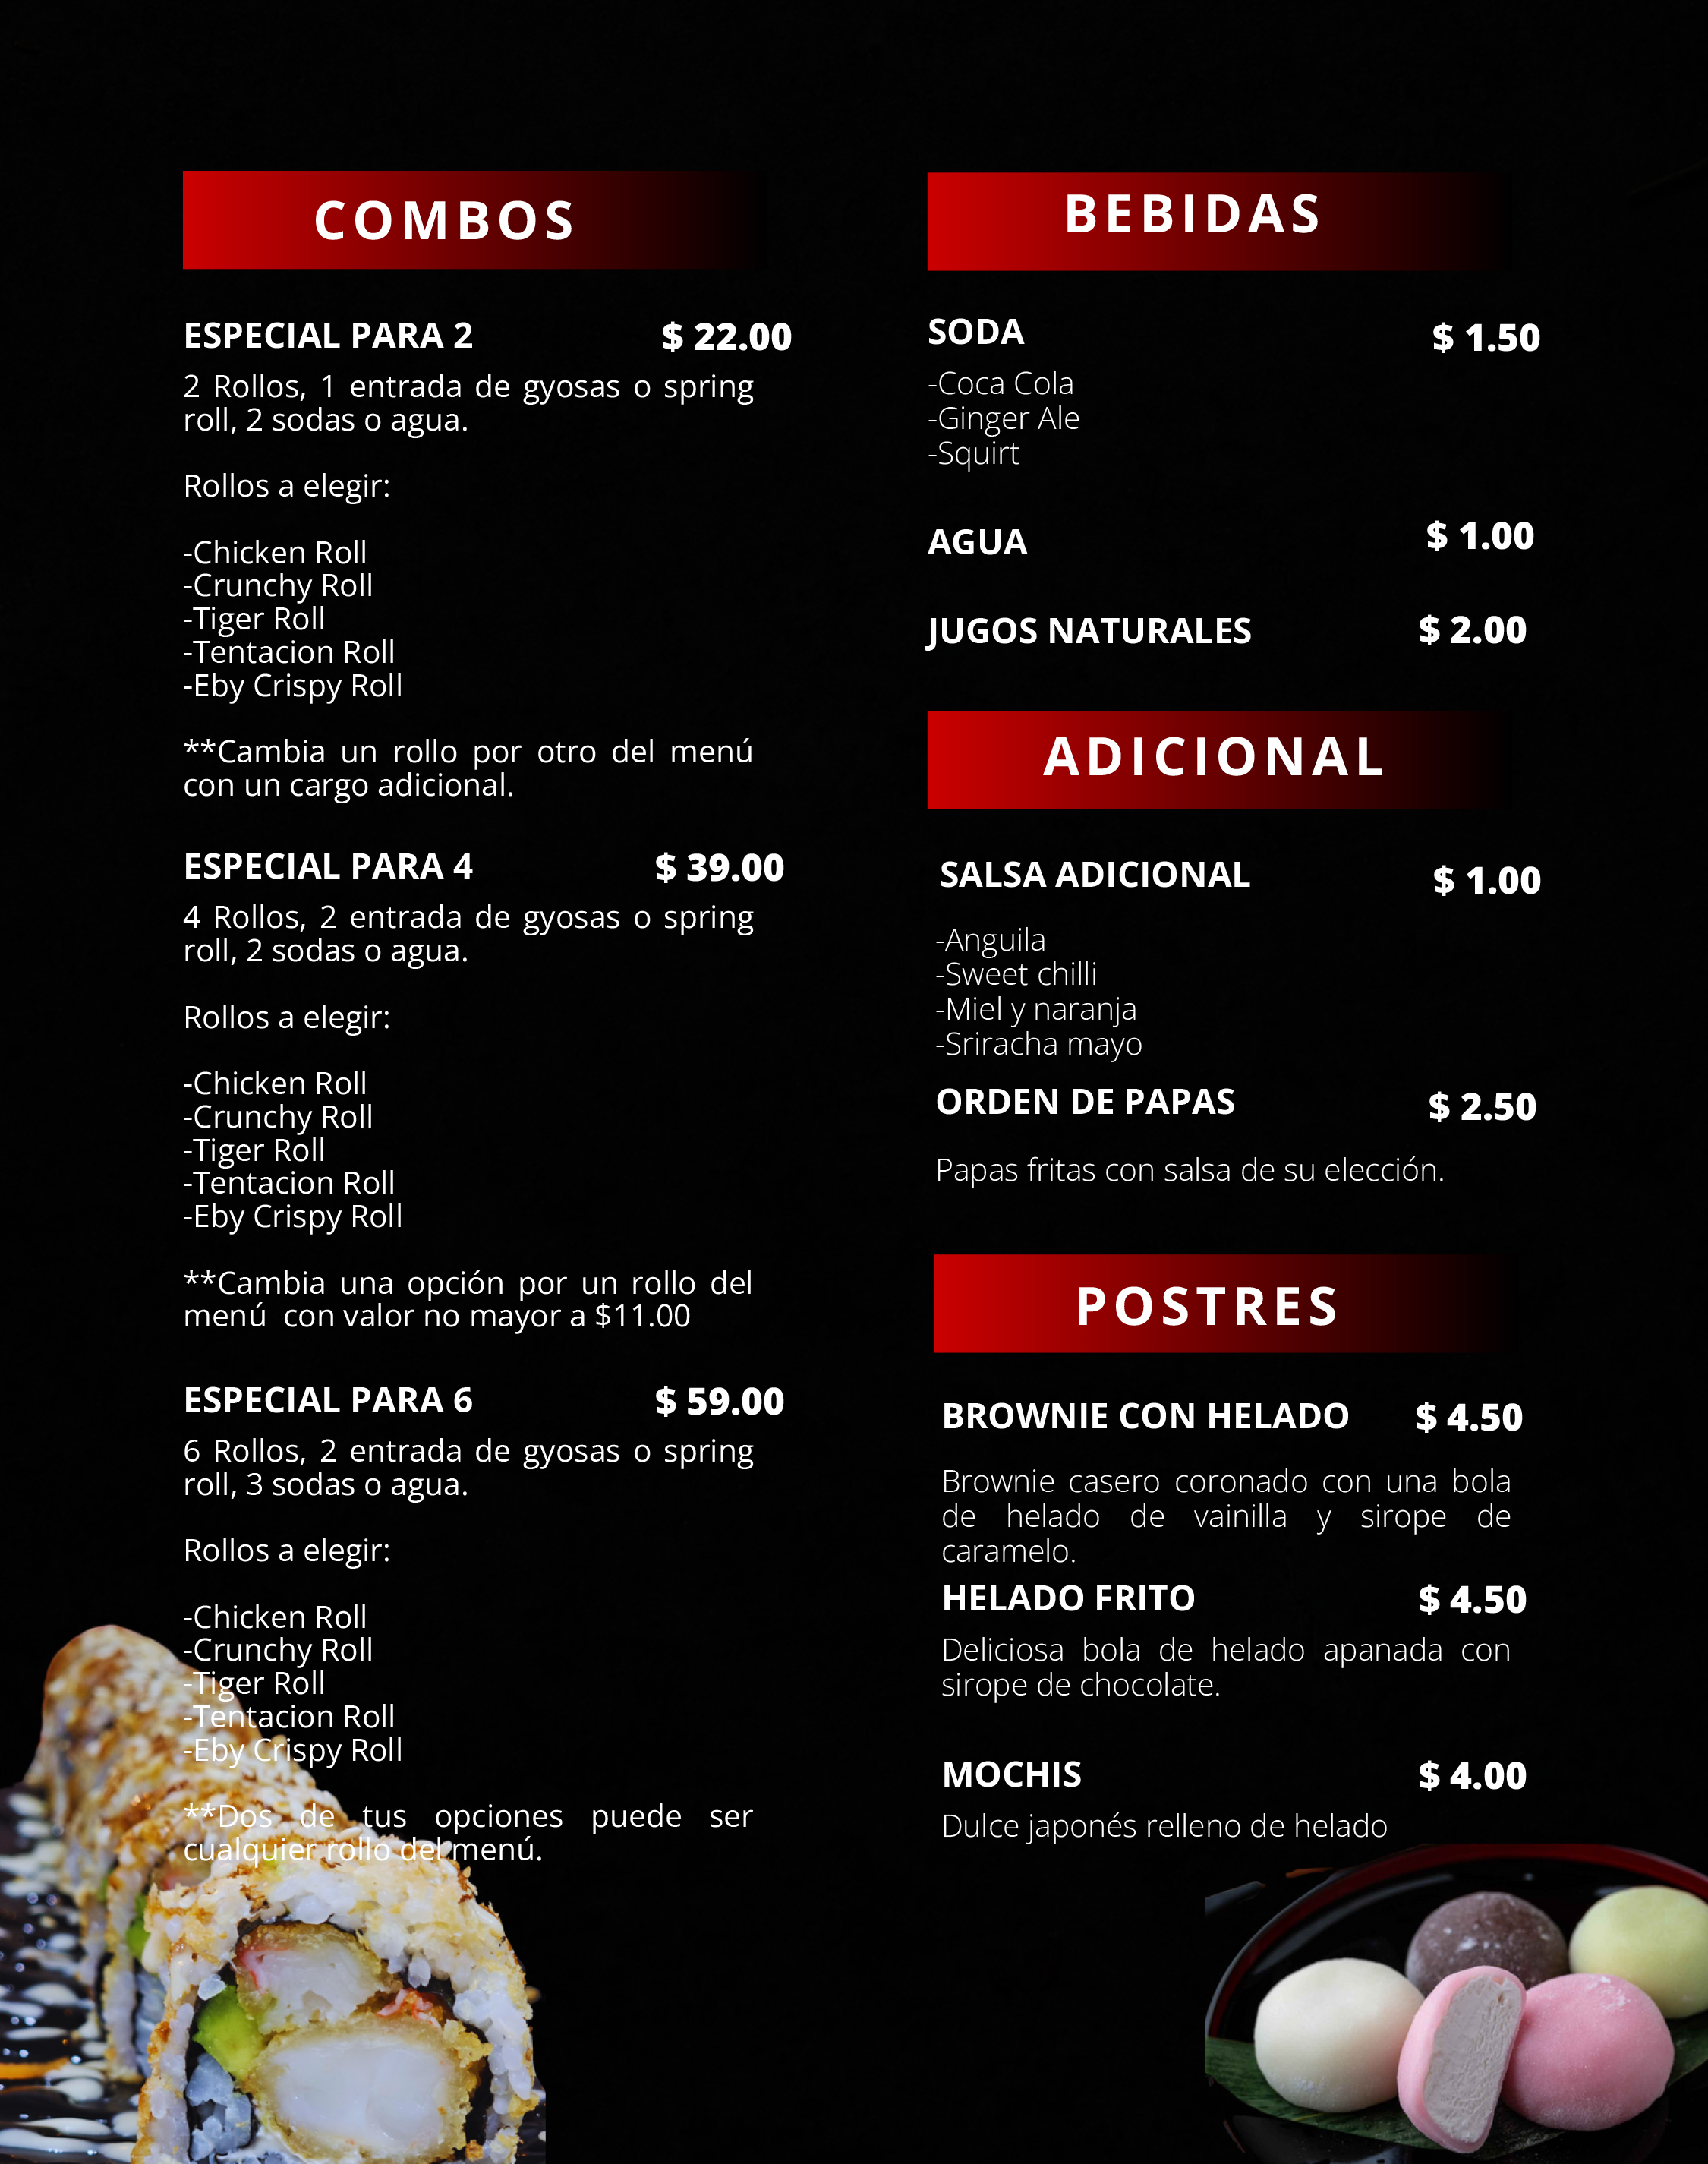 COMBOS
ESPECIAL PARA 2 $ 22.00
2 Rollos, 1 entrada de gyosas o spring
roll, 2 sodas o agua.
Rollos a elegir:
-Chicken Roll
-Crunchy Roll
-Tiger Roll
-Tentacion Roll
-Eby Crispy Roll
**Cambia un rollo por otro del menú
con un cargo adicional.
ESPECIAL PARA 4 $ 39.00
4 Rollos, 2 entrada de gyosas o spring
roll, 2 sodas o agua.
Rollos a elegir:
-Chicken Roll
-Crunchy Roll
-Tiger Roll
-Tentacion Roll
-Eby Crispy Roll
**Cambia una opción por un rollo del
menú con valor no mayor a $11.00
ESPECIAL PARA 6 $ 59.00
6 Rollos, 2 entrada de gyosas o spring
roll, 3 sodas o agua.
Rollos a elegir:
-Chicken Roll
-Crunchy Roll
-Tiger Roll
-Tentacion Roll
-Eby Crispy Roll
**Dos de tus opciones puede ser
cualquier rollo del menú.
BEBIDAS
SODA $ 1.50
-Coca Cola
-Ginger Ale
-Squirt
AGUA $ 1.00
JUGOS NATURALES $ 2.00
ADICIONAL
SALSA ADICIONAL $ 1.00
-Anguila
-Sweet chilli
-Miel y naranja
-Sriracha mayo
ORDEN DE PAPAS $ 2.50
Papas fritas con salsa de su elección.
POSTRES
BROWNIE CON HELADO $ 4.50
Brownie casero coronado con una bola
de helado de vainilla y sirope de
caramelo.
HELADO FRITO $ 4.50
Deliciosa bola de helado apanada con
sirope de chocolate.
MOCHIS $ 4.00
Dulce japonés relleno de helado